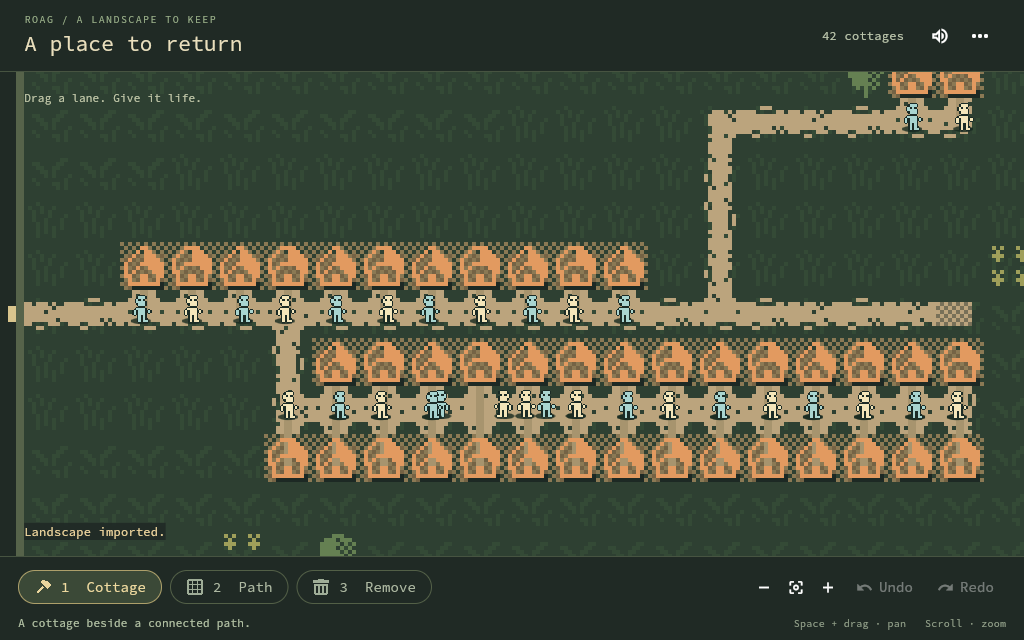 ROAG / A LANDSCAPE TO KEEP
A place to return
42 cottages
Drag a lane. Give it life.
Landscape imported.
1 Cottage
2 Path
3 Remove
Undo
Redo
A cottage beside a connected path.
Space + drag · pan
Scroll · zoom